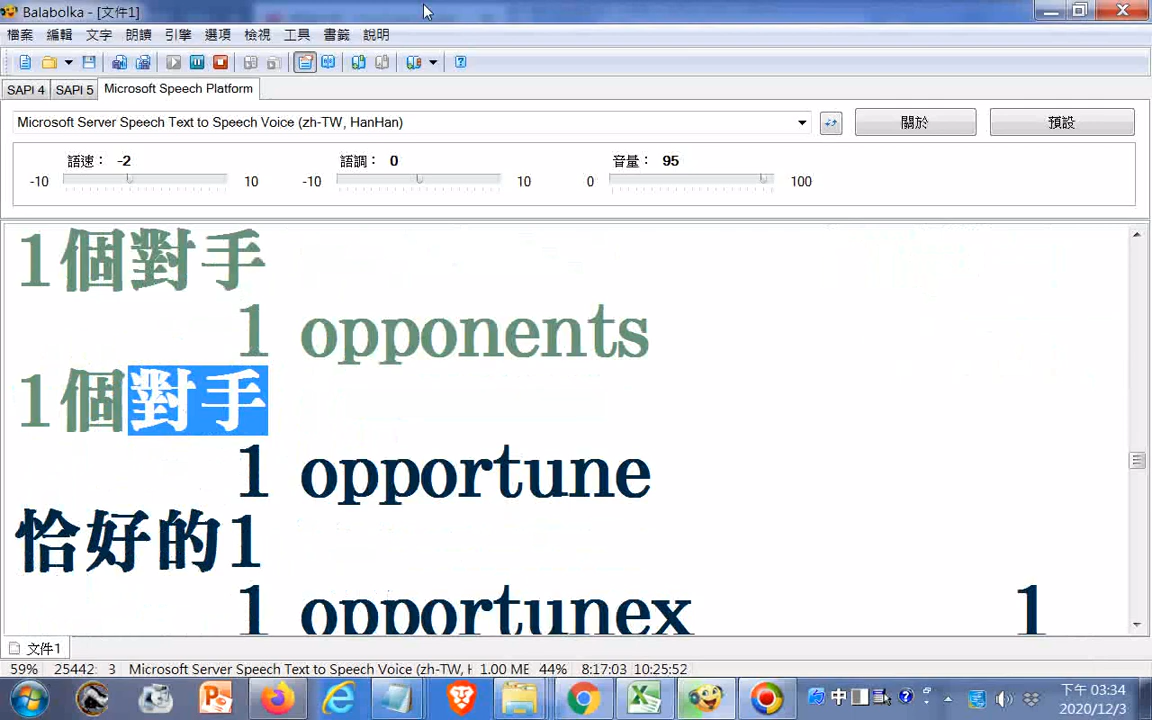 Balabolka - [文件1]
檔案 編輯 文字 朗讀 引擎 選項 檢視 工具 書籤 說明
SAPI 4 SAPI 5 Microsoft Speech Platform
Microsoft Server Speech Text to Speech Voice (zh-TW, HanHan) 關於 預設
語速： -2 語調： 0 音量： 95
-10 10 -10 10 0 100
1個對手
1 opponents
1個對手
1 opportune
恰好的1
1 opportunex 1
文件1
59% 25442: 3 Microsoft Server Speech Text to Speech Voice (zh-TW, 1.00 ME 44% 8:17:03 10:25:52
中 下午 03:34
2020/12/3